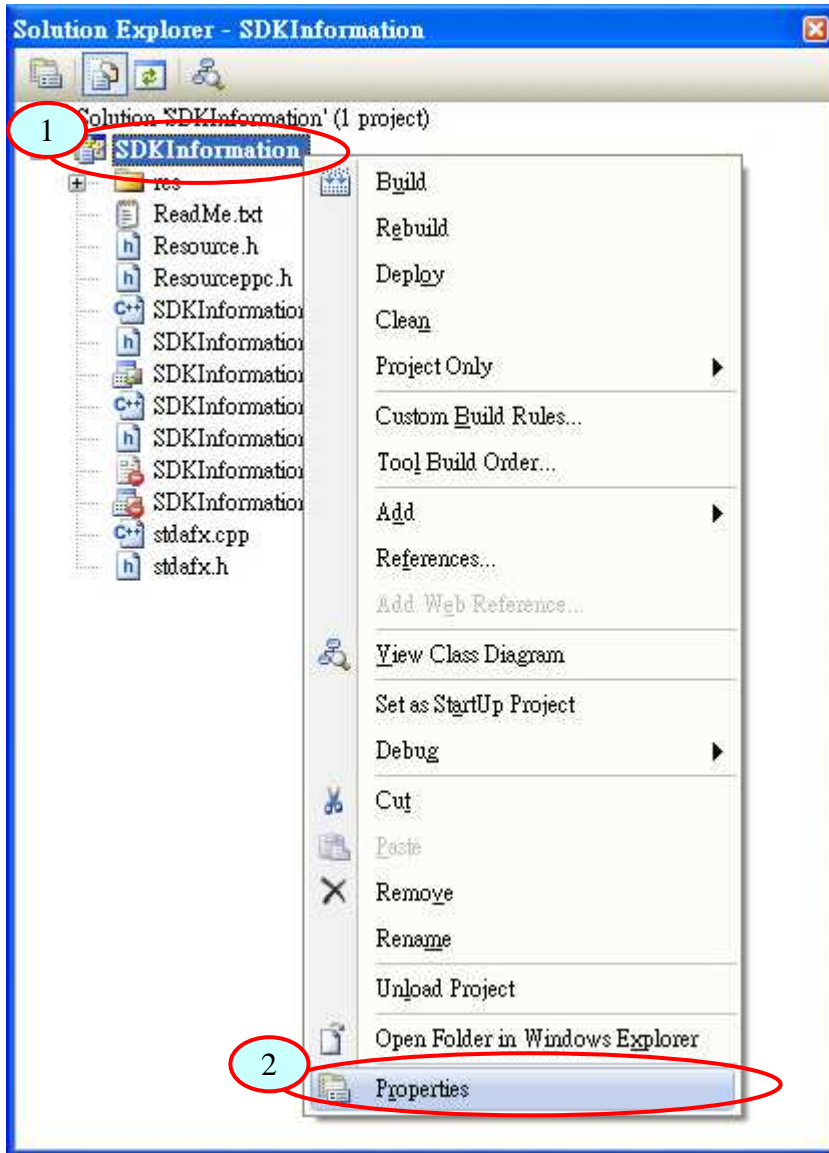 Solution Explorer - SDKInformation
Solution 'SDKInformation' (1 project)
1
SDKInformation
res
ReadMe.txt
Resource.h
Resourceppc.h
SDKInformation
SDKInformation
SDKInformation
SDKInformation
SDKInformation
SDKInformation
SDKInformation
stdafx.cpp
stdafx.h
Build
Rebuild
Deploy
Clean
Project Only
Custom Build Rules...
Tool Build Order...
Add
References...
Add Web Reference...
View Class Diagram
Set as StartUp Project
Debug
Cut
Paste
Remove
Rename
Unload Project
Open Folder in Windows Explorer
2
Properties